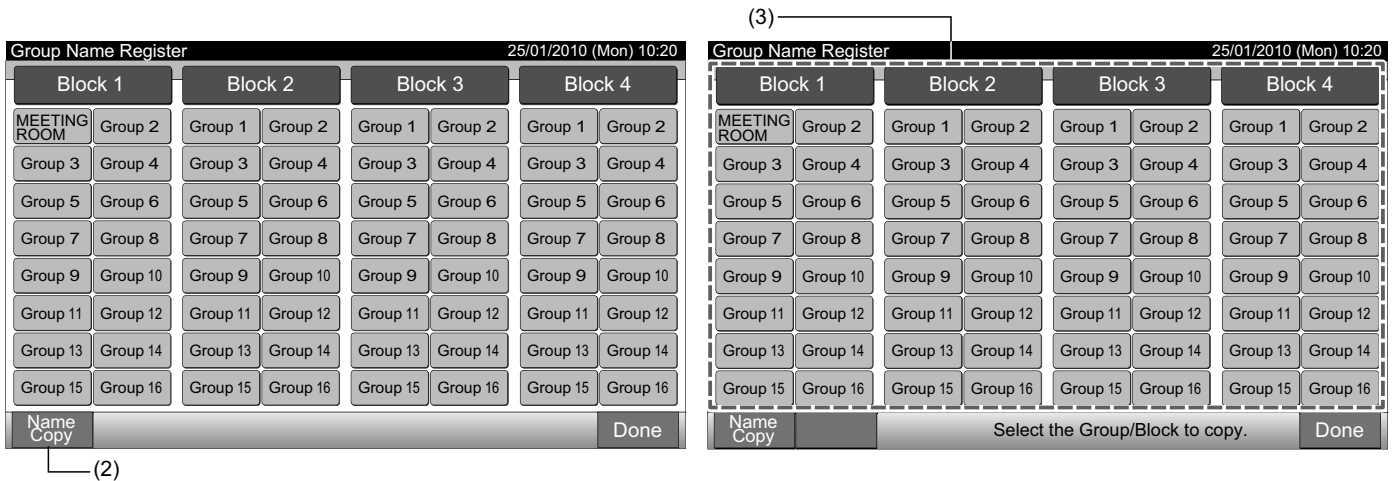 (3)
Group Name Register 25/01/2010 (Mon) 10:20
Block 1 Block 2 Block 3 Block 4
MEETING ROOM Group 2 Group 1 Group 2 Group 1 Group 2 Group 1 Group 2
Group 3 Group 4 Group 3 Group 4 Group 3 Group 4 Group 3 Group 4
Group 5 Group 6 Group 5 Group 6 Group 5 Group 6 Group 5 Group 6
Group 7 Group 8 Group 7 Group 8 Group 7 Group 8 Group 7 Group 8
Group 9 Group 10 Group 9 Group 10 Group 9 Group 10 Group 9 Group 10
Group 11 Group 12 Group 11 Group 12 Group 11 Group 12 Group 11 Group 12
Group 13 Group 14 Group 13 Group 14 Group 13 Group 14 Group 13 Group 14
Group 15 Group 16 Group 15 Group 16 Group 15 Group 16 Group 15 Group 16
Name Copy Done
(2)
Group Name Register 25/01/2010 (Mon) 10:20
Block 1 Block 2 Block 3 Block 4
MEETING ROOM Group 2 Group 1 Group 2 Group 1 Group 2 Group 1 Group 2
Group 3 Group 4 Group 3 Group 4 Group 3 Group 4 Group 3 Group 4
Group 5 Group 6 Group 5 Group 6 Group 5 Group 6 Group 5 Group 6
Group 7 Group 8 Group 7 Group 8 Group 7 Group 8 Group 7 Group 8
Group 9 Group 10 Group 9 Group 10 Group 9 Group 10 Group 9 Group 10
Group 11 Group 12 Group 11 Group 12 Group 11 Group 12 Group 11 Group 12
Group 13 Group 14 Group 13 Group 14 Group 13 Group 14 Group 13 Group 14
Group 15 Group 16 Group 15 Group 16 Group 15 Group 16 Group 15 Group 16
Name Copy Select the Group/Block to copy. Done